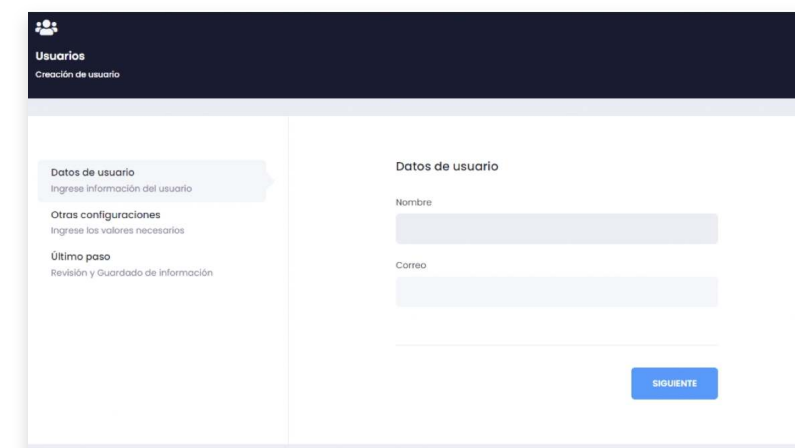 Usuarios
Creación de usuario
Datos de usuario
Ingrese información del usuario
Otras configuraciones
Ingrese los valores necesarios
Último paso
Revisión y Guardado de información
Datos de usuario
Nombre
Correo
SIGUIENTE